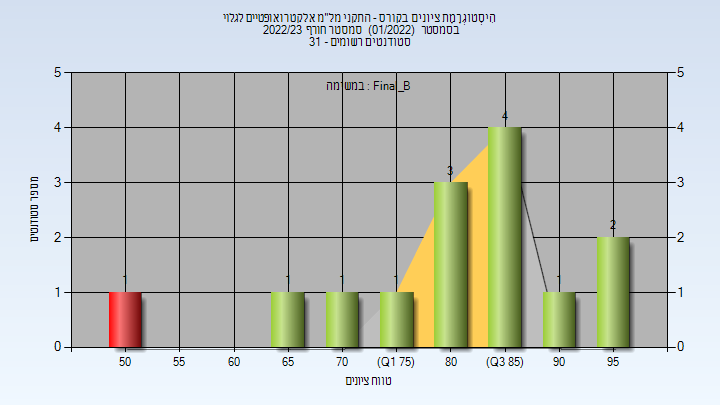 הִיסְטוגְרָמַת ציונים בקורס - התקני מל"מ אלקטרואופטיים לגלוי
בסמסטר (01/2022) סמסטר חורף 2022/23
סטודנטים רשומים - 31
במשימה : Final_B
מספר סטודנטים
5 5
4 4
3 3
2 2
1 1
0 0
1 1 1 1 3 4 1 2
50 55 60 65 70 (Q1 75) 80 (Q3 85) 90 95
טווח ציונים